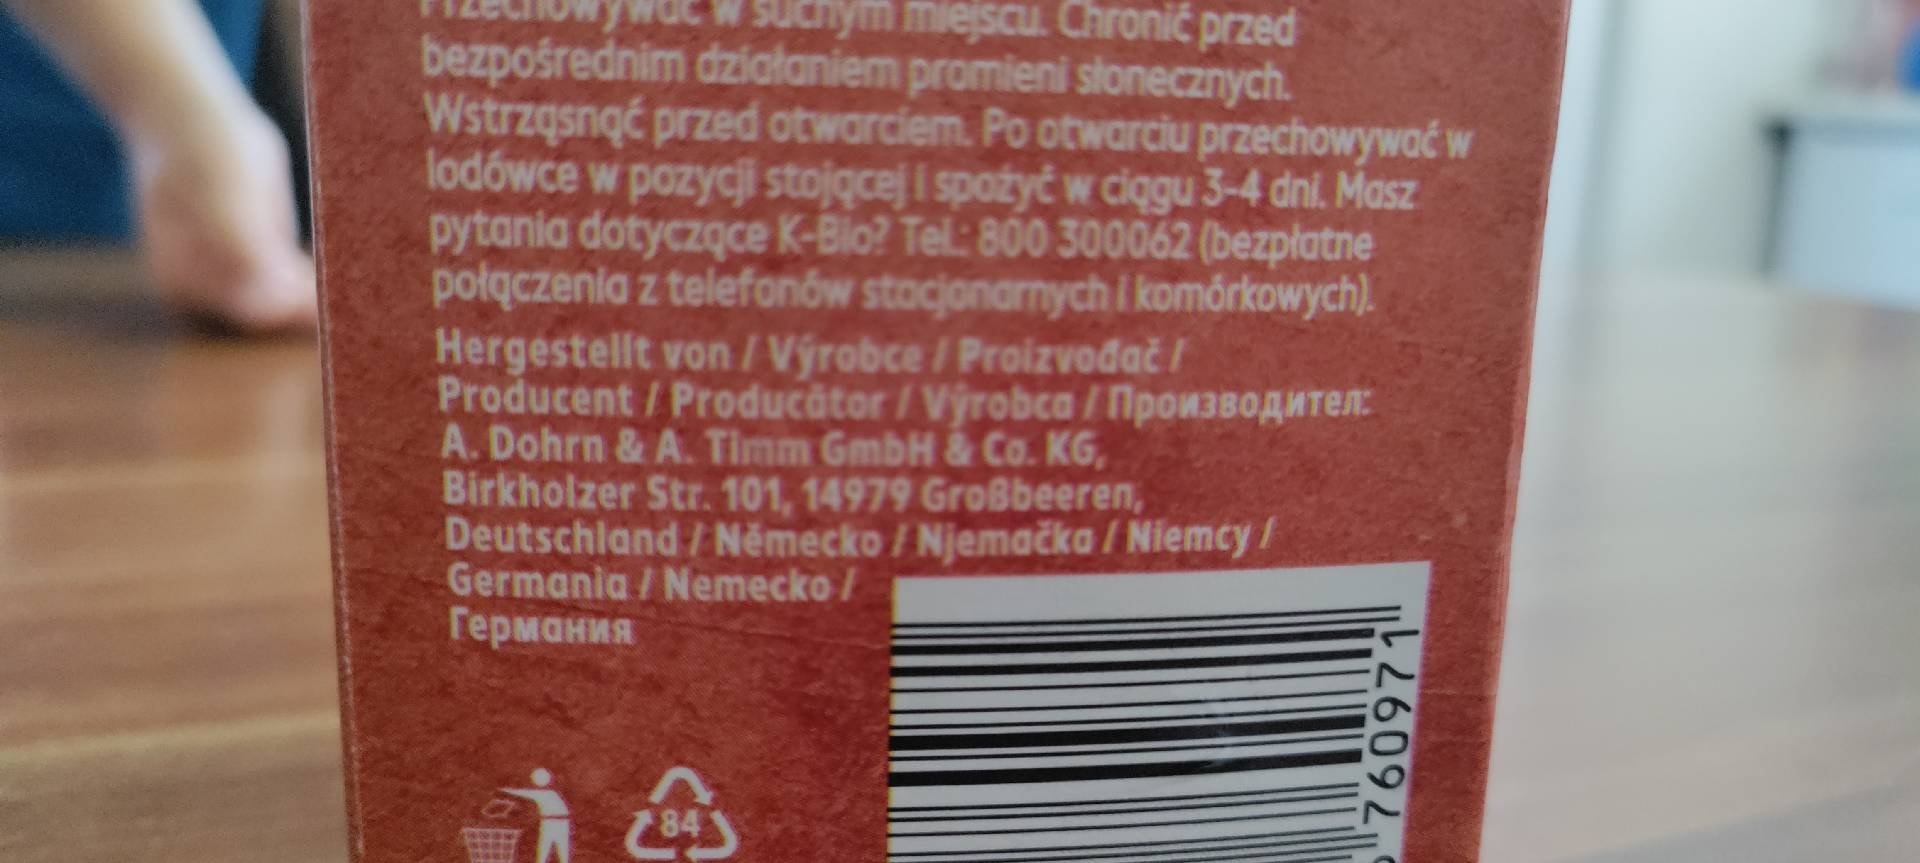 Przechowywać w suchym miejscu. Chronić przed
bezpośrednim działaniem promieni słonecznych.
Wstrząsnąć przed otwarciem. Po otwarciu przechowywać w
lodówce w pozycji stojącej i spożyć w ciągu 3-4 dni. Masz
pytania dotyczące K-Bio? Tel.: 800 300062 (bezpłatne
połączenia z telefonów stacjonarnych i komórkowych).
Hergestellt von / Výrobce / Proizvođač /
Producent / Producător / Výrobca / Производител:
A. Dohrn & A. Timm GmbH & Co. KG,
Birkholzer Str. 101, 14979 Großbeeren,
Deutschland / Německo / Njemačka / Niemcy /
Germania / Nemecko /
Германия
84
760971